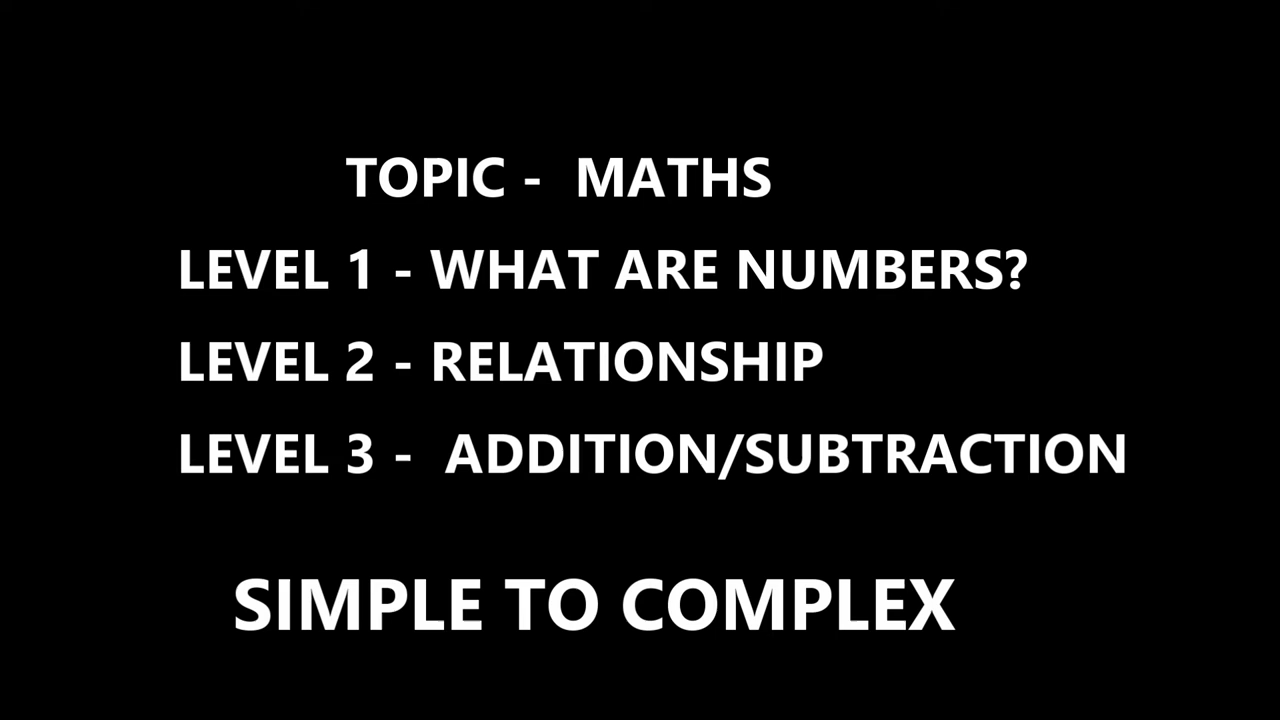 TOPIC - MATHS
LEVEL 1 - WHAT ARE NUMBERS?
LEVEL 2 - RELATIONSHIP
LEVEL 3 - ADDITION/SUBTRACTION
SIMPLE TO COMPLEX